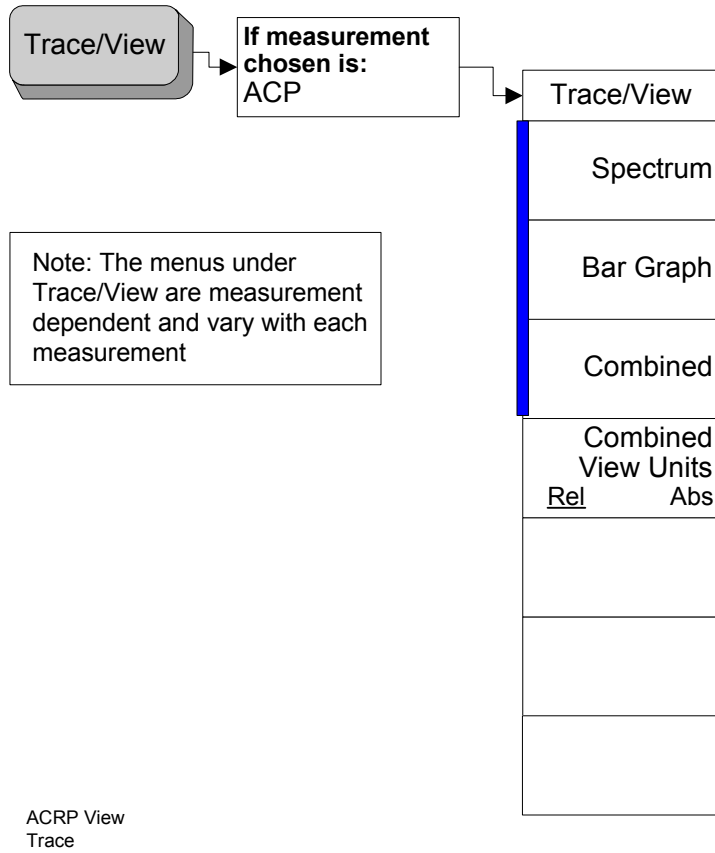 Trace/View
If measurement
chosen is:
ACP
Trace/View
Spectrum
Bar Graph
Combined
Combined
View Units
Rel Abs
Note: The menus under
Trace/View are measurement
dependent and vary with each
measurement
ACRP View
Trace